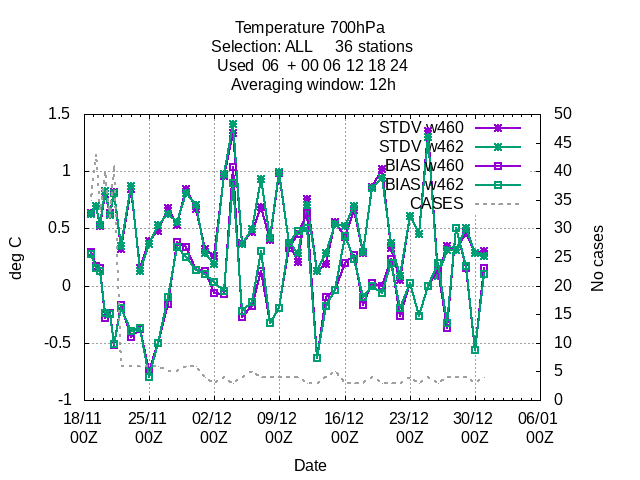 Temperature 700hPa
Selection: ALL     36 stations
Used  06  + 00 06 12 18 24
Averaging window: 12h
STDV w460
STDV w462
BIAS w460
BIAS w462
CASES
deg C
1.5
1
0.5
0
-0.5
-1
No cases
50
45
40
35
30
25
20
15
10
5
0
18/11 25/11 02/12 09/12 16/12 23/12 30/12 06/01
00Z 00Z 00Z 00Z 00Z 00Z 00Z 00Z
Date